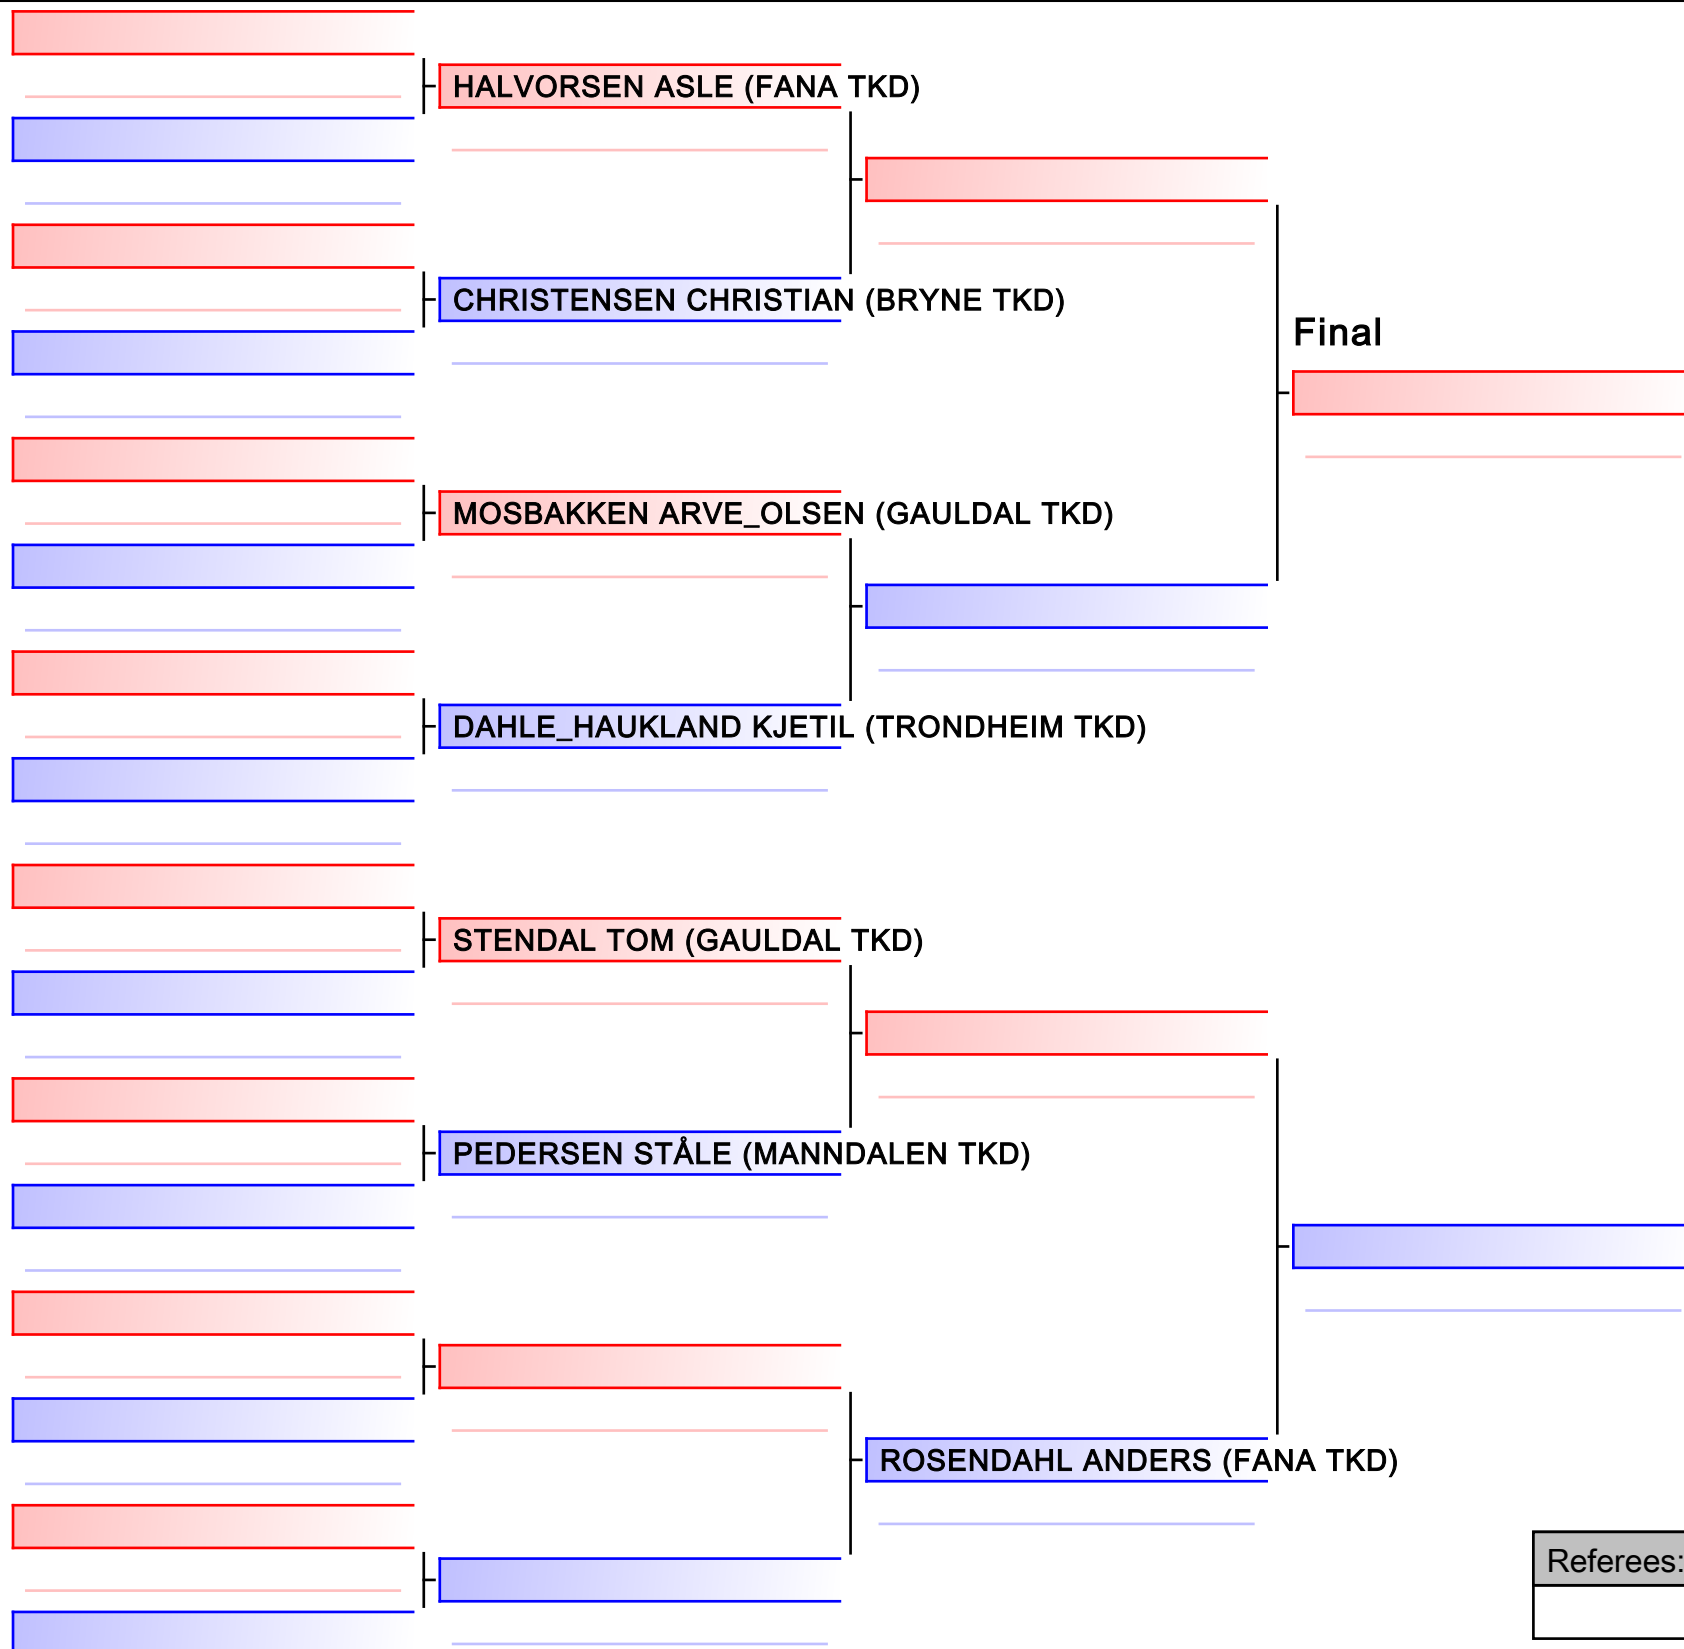 HALVORSEN ASLE (FANA TKD)
CHRISTENSEN CHRISTIAN (BRYNE TKD)
Final
MOSBAKKEN ARVE_OLSEN (GAULDAL TKD)
DAHLE_HAUKLAND KJETIL (TRONDHEIM TKD)
STENDAL TOM (GAULDAL TKD)
PEDERSEN STÅLE (MANNDALEN TKD)
ROSENDAHL ANDERS (FANA TKD)
Referees: